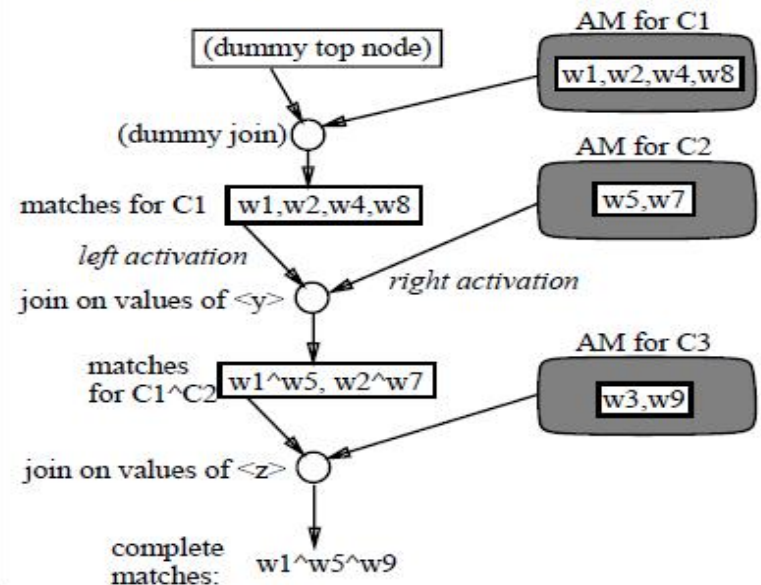 AM for C1
(dummy top node)
w1,w2,w4,w8
(dummy join)
AM for C2
matches for C1
w1,w2,w4,w8
w5,w7
left activation
right activation
join on values of <y>
AM for C3
matches
for C1^C2
w1^w5, w2^w7
w3,w9
join on values of <z>
complete
matches:
w1^w5^w9